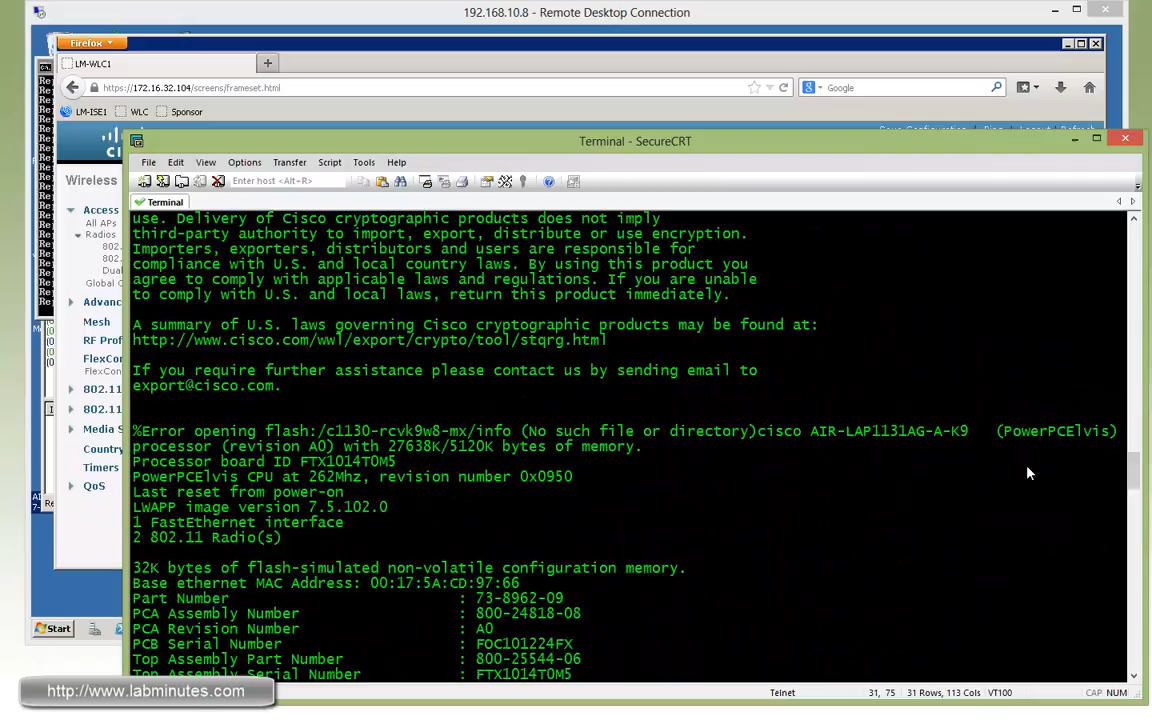 192.168.10.8 - Remote Desktop Connection
Firefox
LM-WLC1
https://172.16.32.104/screens/frameset.html
Google
LM-ISE1 WLC Sponsor
Terminal - SecureCRT
File Edit View Options Transfer Script Tools Help
Enter host <Alt+R>
Terminal
Wireless
Access
All APs
Radios
802.
802.
Dual
Global C
Advanc
Mesh
RF Prof
FlexCon
FlexConnec
802.11
802.11
Media S
Country
Timers
QoS
use. Delivery of Cisco cryptographic products does not imply
third-party authority to import, export, distribute or use encryption.
Importers, exporters, distributors and users are responsible for
compliance with U.S. and local country laws. By using this product you
agree to comply with applicable laws and regulations. If you are unable
to comply with U.S. and local laws, return this product immediately.
A summary of U.S. laws governing Cisco cryptographic products may be found at:
http://www.cisco.com/wwl/export/crypto/tool/stqrg.html
If you require further assistance please contact us by sending email to
export@cisco.com.
%Error opening flash:/c1130-rcvk9w8-mx/info (No such file or directory)cisco AIR-LAP1131AG-A-K9 (PowerPCElvis)
processor (revision A0) with 27638K/5120K bytes of memory.
Processor board ID FTX1014T0M5
PowerPCElvis CPU at 262Mhz, revision number 0x0950
Last reset from power-on
LWAPP image version 7.5.102.0
1 FastEthernet interface
2 802.11 Radio(s)
32K bytes of flash-simulated non-volatile configuration memory.
Base ethernet MAC Address: 00:17:5A:CD:97:66
Part Number : 73-8962-09
PCA Assembly Number : 800-24818-08
PCA Revision Number : A0
PCB Serial Number : FOC101224FX
Top Assembly Part Number : 800-25544-06
Top Assembly Serial Number : FTX1014T0M5
Start
Telnet 31, 75 31 Rows, 113 Cols VT100 CAP NUM
http://www.labminutes.com